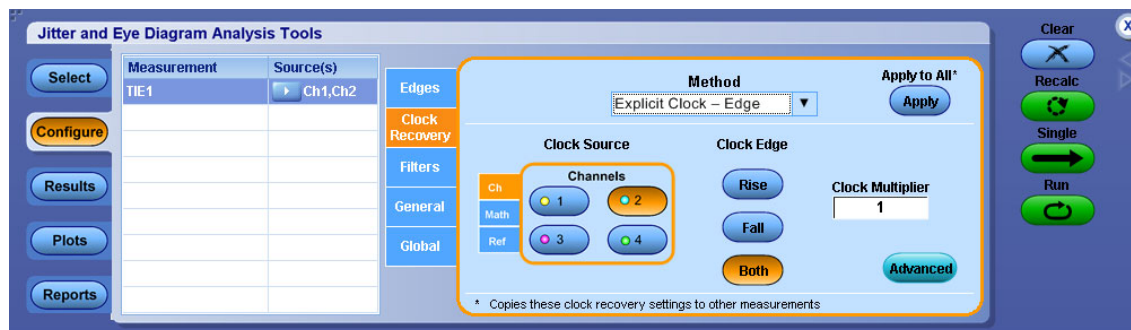 Jitter and Eye Diagram Analysis Tools
Clear
X
Select
Measurement Source(s)
TIE1 Ch1,Ch2
Configure
Results
Plots
Reports
Edges
Clock
Recovery
Filters
General
Global
Method
Explicit Clock – Edge
Apply to All*
Apply
Clock Source
Ch
Math
Ref
Channels
1
2
3
4
Clock Edge
Rise
Fall
Both
Clock Multiplier
1
Advanced
* Copies these clock recovery settings to other measurements
Recalc
Single
Run